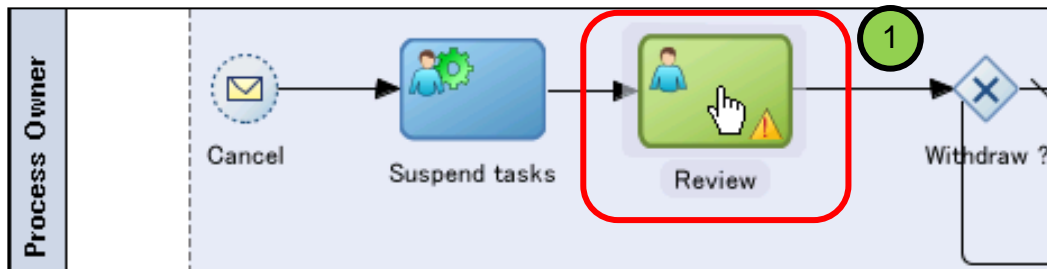 Process Owner
1
Cancel
Suspend tasks
Review
Withdraw ?